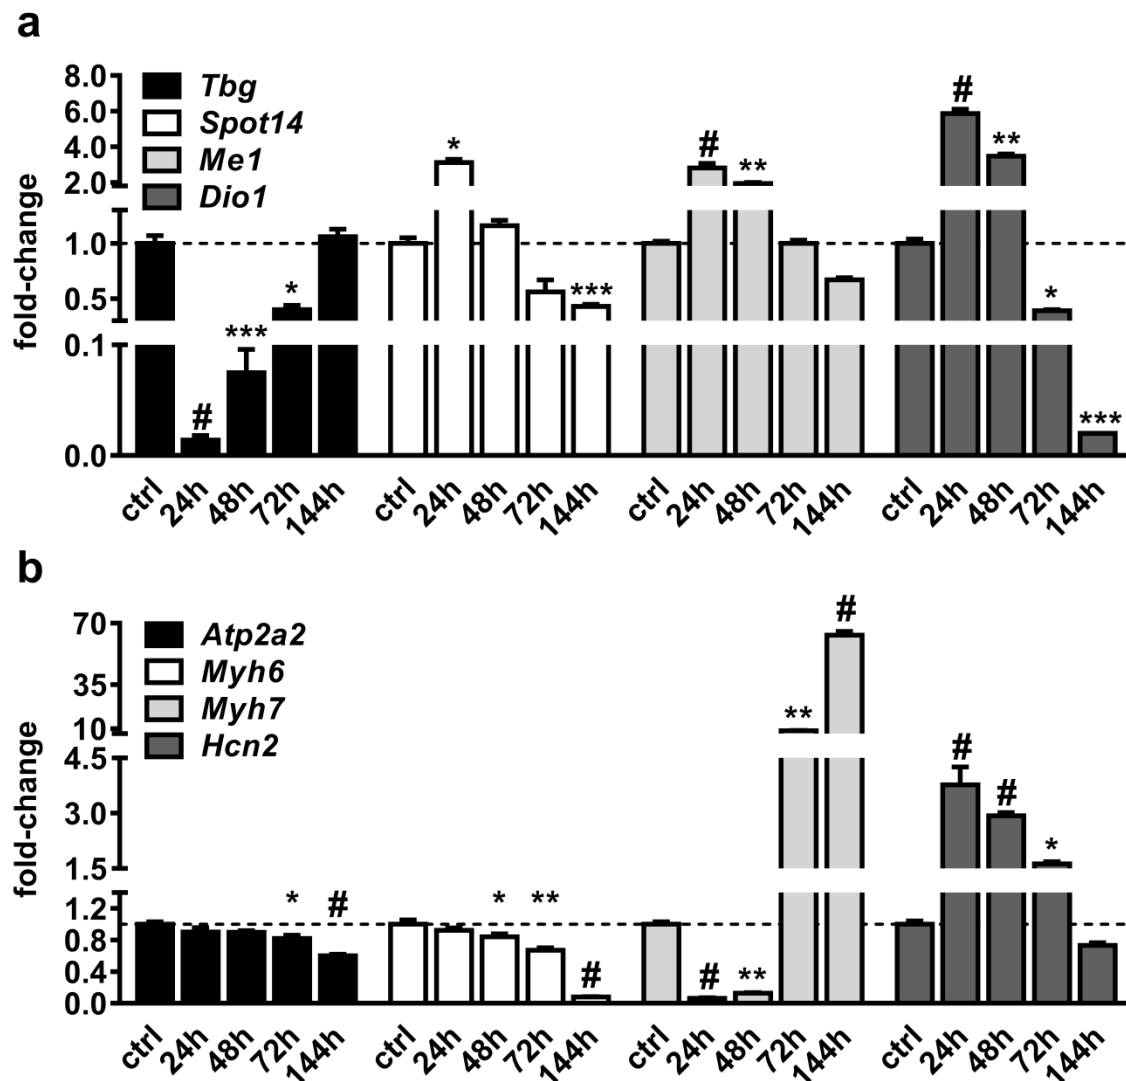 a
8.0
6.0
4.0
2.0
1.0
0.5
0.1
0.0
fold-change
Tbg
Spot14
Me1
Dio1
# *** * * *** # ** # ** * ***
ctrl 24h 48h 72h 144h ctrl 24h 48h 72h 144h ctrl 24h 48h 72h 144h ctrl 24h 48h 72h 144h
b
70
35
10
4.5
3.0
1.5
1.2
0.8
0.4
0.0
fold-change
Atp2a2
Myh6
Myh7
Hcn2
* # * ** # # ** ** # # # *
ctrl 24h 48h 72h 144h ctrl 24h 48h 72h 144h ctrl 24h 48h 72h 144h ctrl 24h 48h 72h 144h